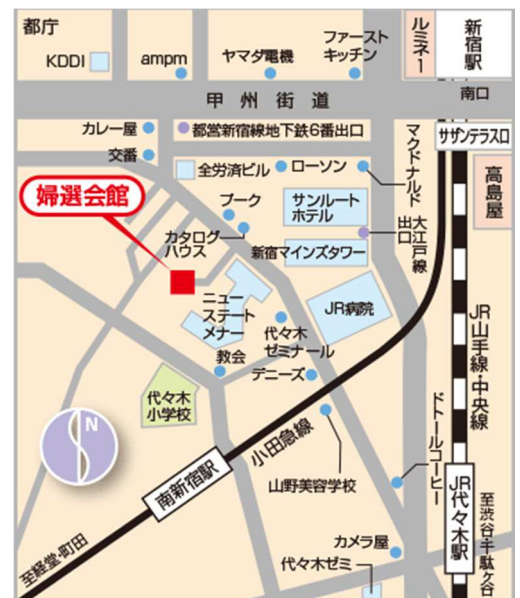 都庁
KDDI
ampm
ヤマダ電機
ファースト
キッチン
ルミネ1
新宿
駅
甲州街道
南口
カレー屋
都営新宿線地下鉄6番出口
サザンテラス口
交番
全労済ビル
ローソン
マクドナルド
高島屋
婦選会館
プーク
サンルート
ホテル
カタログ
ハウス
新宿マインズタワー
大江戸線
出口
ニュー
ステート
メナー
JR病院
代々木
ゼミナール
JR山手線・中央線
教会
デニーズ
代々木
小学校
小田急線
ドトールコーヒー
N
南新宿駅
山野美容学校
JR代々木駅
至渋谷・千駄ヶ谷
至経堂・町田
カメラ屋
代々木ゼミ